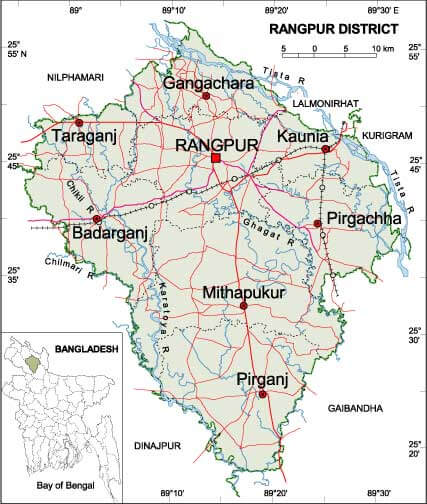 89° 89°10' 89°20' 89°30' E
RANGPUR DISTRICT
5 0 5 10 km
25°
55' N
25°
55'
NILPHAMARI
Tista R
Gangachara
LALMONIRHAT
Taraganj
RANGPUR
Kaunia
KURIGRAM
25°
45'
25°
45'
Tista R
Chikli R
Badarganj
Pirgachha
Ghagat R
Chilmari R
25°
35'
Karatoya R
Mithapukur
25°
30'
BANGLADESH
Pirganj
GAIBANDHA
DINAJPUR
25°
20'
Bay of Bengal
89°10' 89°20' 89°30'